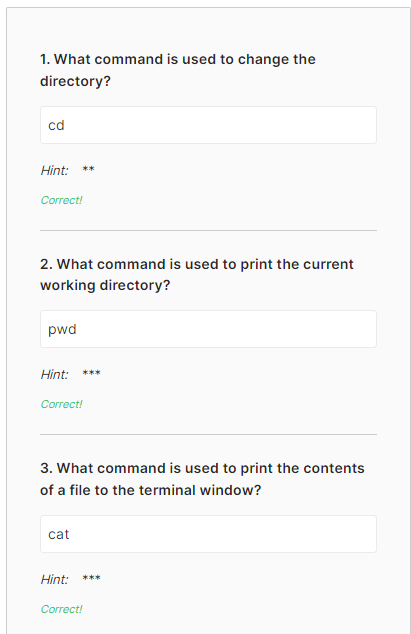 1. What command is used to change the
directory?
cd
Hint: **
Correct!
2. What command is used to print the current
working directory?
pwd
Hint: ***
Correct!
3. What command is used to print the contents
of a file to the terminal window?
cat
Hint: ***
Correct!